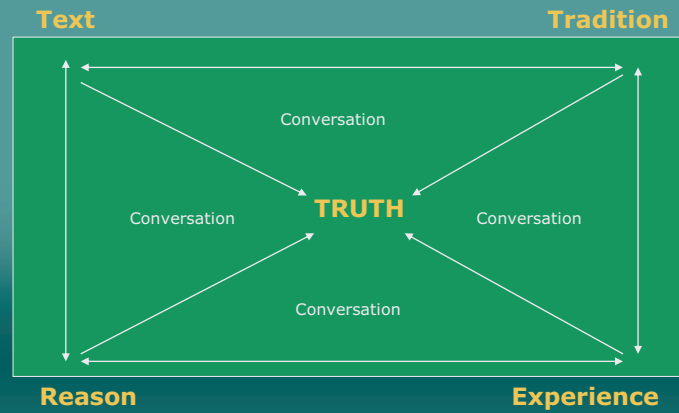 Text
Tradition
Conversation
TRUTH
Conversation
Conversation
Conversation
Reason
Experience